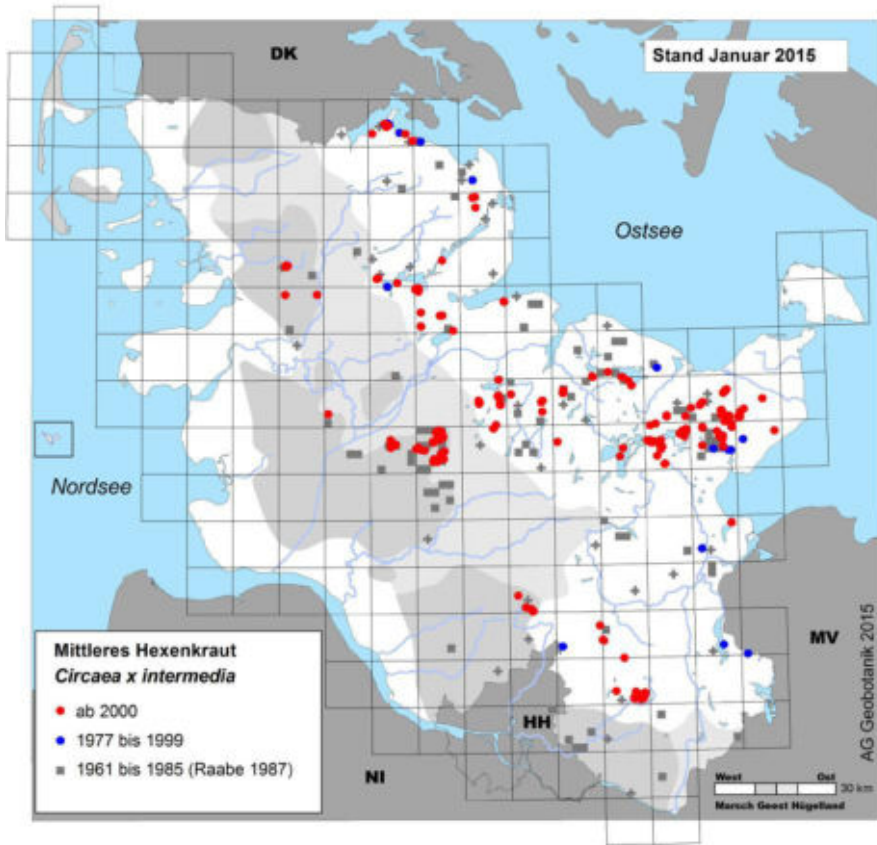 DK
Stand Januar 2015
Ostsee
Nordsee
Mittleres Hexenkraut
Circaea x intermedia
ab 2000
1977 bis 1999
1961 bis 1985 (Raabe 1987)
HH
NI
MV
AG Geobotanik 2015
West Ost
30 km
Marsch Geest Hügelland